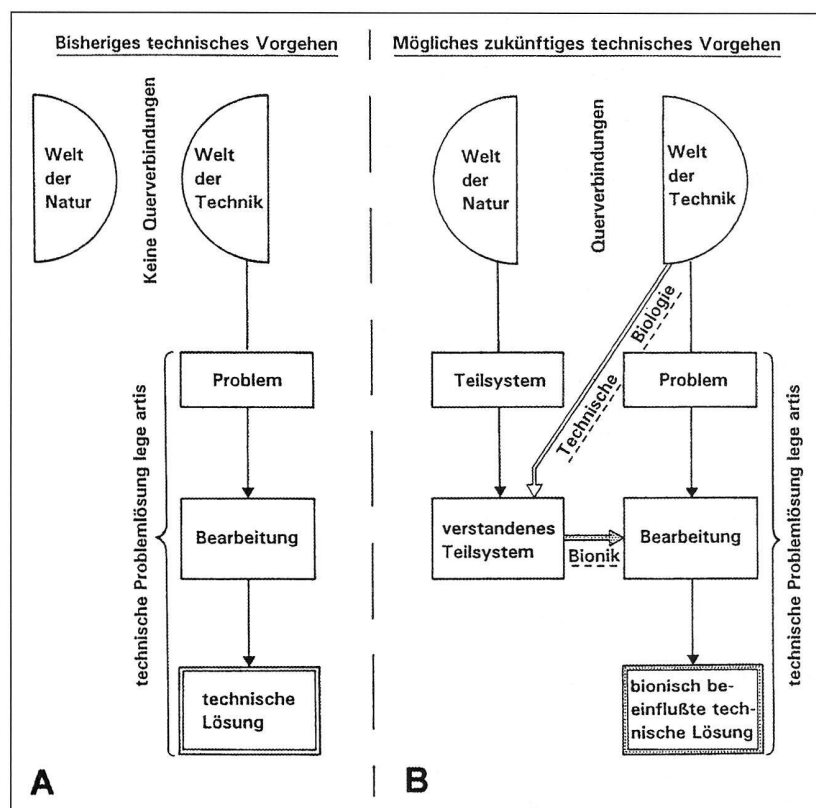 Bisheriges technisches Vorgehen
Welt
der
Natur
Keine Querverbindungen
Welt
der
Technik
Problem
Bearbeitung
technische
Lösung
technische Problemlösung lege artis
A
Mögliches zukünftiges technisches Vorgehen
Welt
der
Natur
Querverbindungen
Welt
der
Technik
Technische Biologie
Teilsystem
Problem
verstandenes
Teilsystem
Bionik
Bearbeitung
bionisch be-
einflußte tech-
nische Lösung
technische Problemlösung lege artis
B